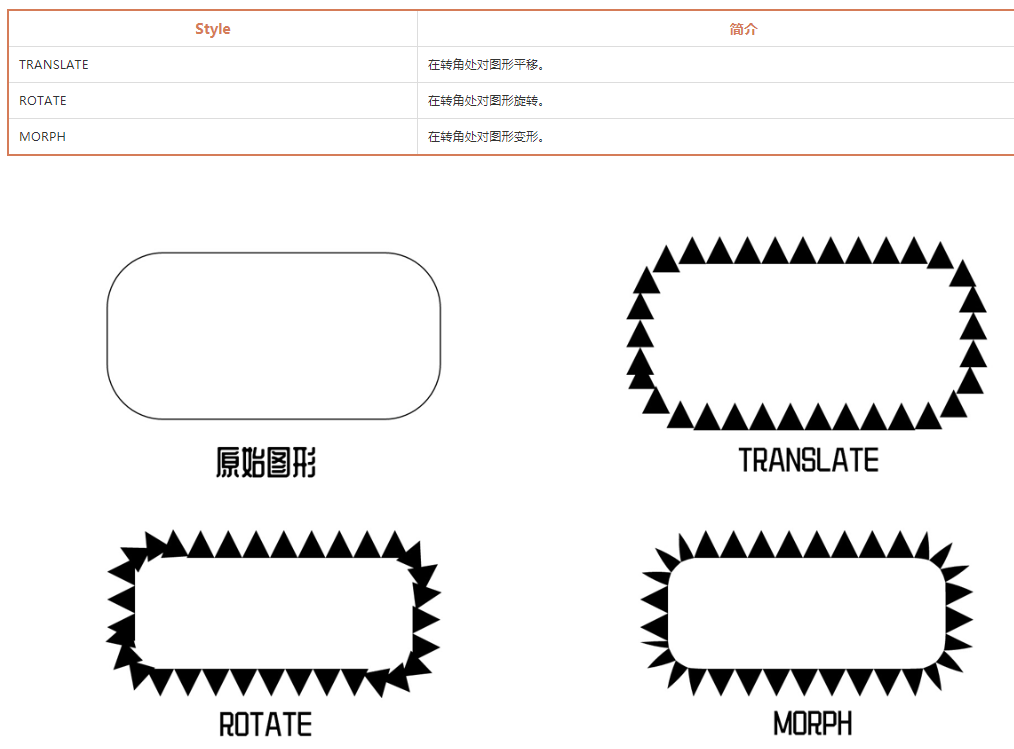 Style 简介
TRANSLATE 在转角处对图形平移。
ROTATE 在转角处对图形旋转。
MORPH 在转角处对图形变形。
原始图形
TRANSLATE
ROTATE
MORPH